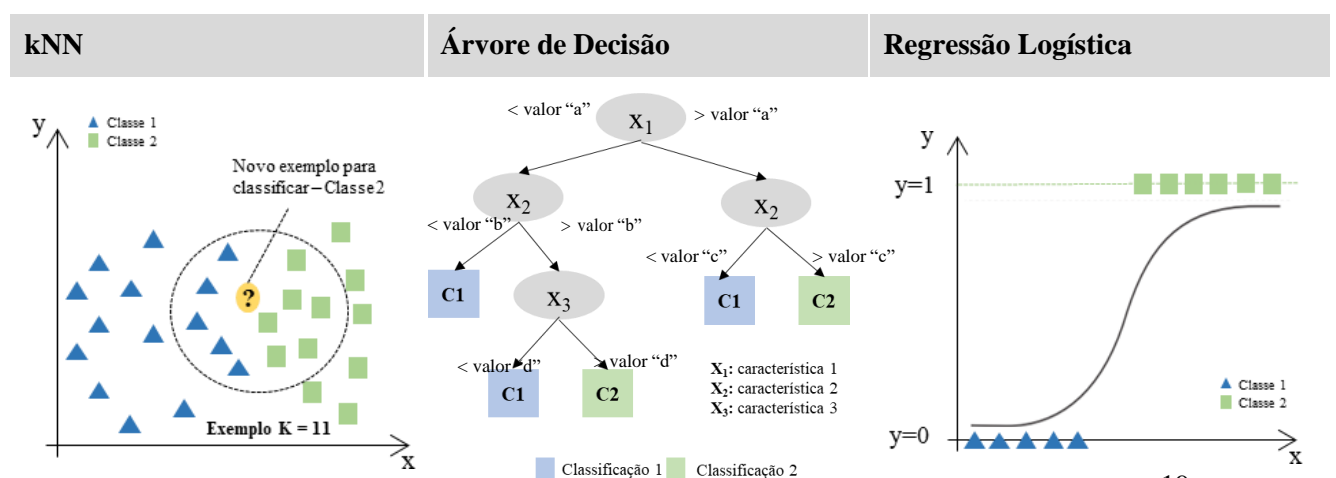 kNN
Árvore de Decisão
Regressão Logística
y
Classe 1
Classe 2
Novo exemplo para
classificar – Classe2
?
Exemplo K = 11
x
< valor “a”
X1
> valor “a”
X2
X2
< valor “b”
> valor “b”
< valor “c”
> valor “c”
C1
X3
C1
C2
< valor “d”
valor “d”
C1
C2
X1: característica 1
X2: característica 2
X3: característica 3
Classificação 1
Classificação 2
y
y=1
Classe 1
Classe 2
y=0
x